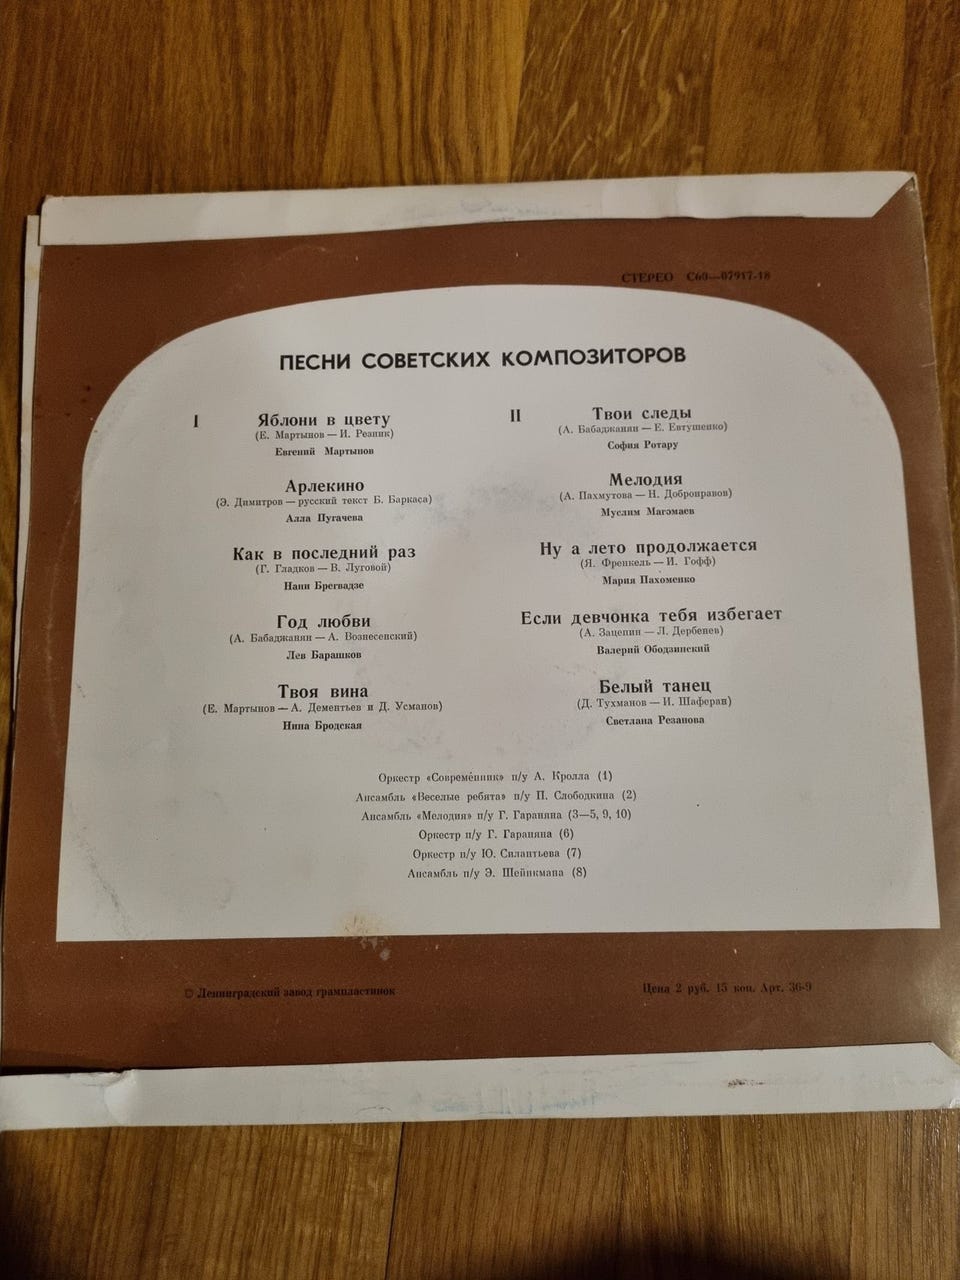 СТЕРЕО С60—07917-18
ПЕСНИ СОВЕТСКИХ КОМПОЗИТОРОВ
I
Яблони в цвету
(Е. Мартынов — И. Резник)
Евгений Мартынов
Арлекино
(Э. Димитров — русский текст Б. Баркаса)
Алла Пугачева
Как в последний раз
(Г. Гладков — В. Луговой)
Нани Брегвадзе
Год любви
(А. Бабаджанян — А. Вознесенский)
Лев Барашков
Твоя вина
(Е. Мартынов — А. Дементьев и Д. Усманов)
Нина Бродская
II
Твои следы
(А. Бабаджанян — Е. Евтушенко)
София Ротару
Мелодия
(А. Пахмутова — Н. Добронравов)
Муслим Магомаев
Ну а лето продолжается
(Я. Френкель — И. Гофф)
Мария Пахоменко
Если девчонка тебя избегает
(А. Зацепин — Л. Дербенев)
Валерий Ободзинский
Белый танец
(Д. Тухманов — И. Шаферан)
Светлана Резанова
Оркестр «Современник» п/у А. Кролла (1)
Ансамбль «Веселые ребята» п/у П. Слободкина (2)
Ансамбль «Мелодия» п/у Г. Гараняна (3—5, 9, 10)
Оркестр п/у Г. Гараняна (6)
Оркестр п/у Ю. Силантьева (7)
Ансамбль п/у Э. Шейнкмана (8)
© Ленинградский завод грампластинок
Цена 2 руб. 15 коп. Арт. 36-9